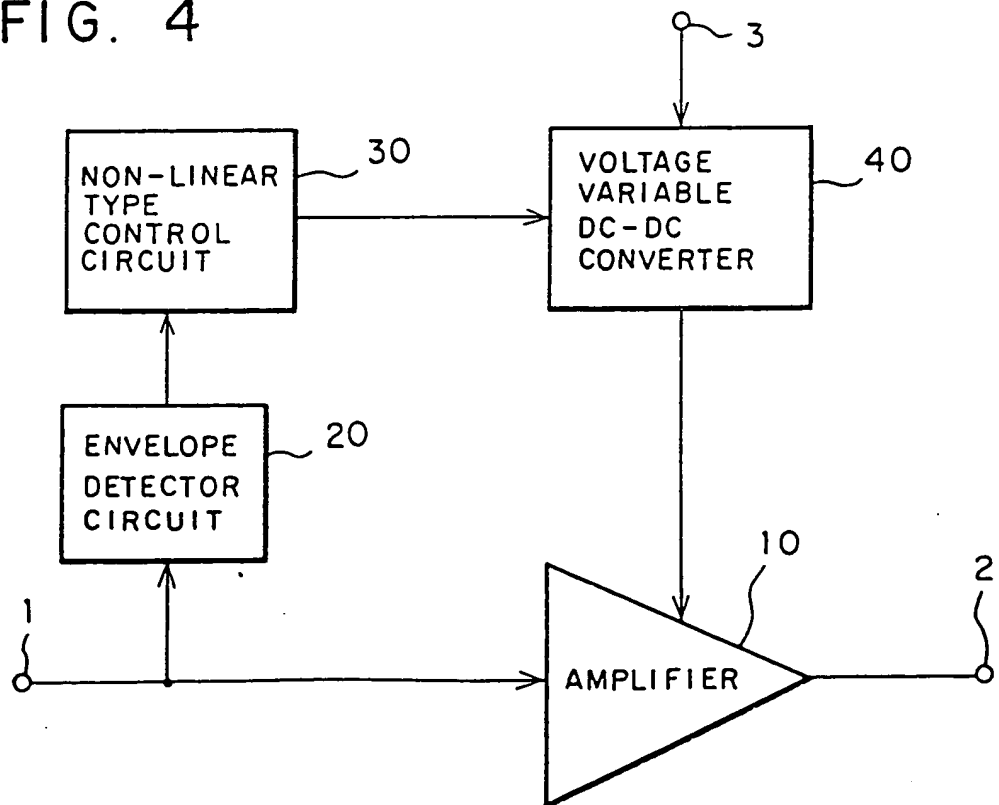 FIG. 4
3
NON-LINEAR
TYPE
CONTROL
CIRCUIT
30
VOLTAGE
VARIABLE
DC-DC
CONVERTER
40
ENVELOPE
DETECTOR
CIRCUIT
20
10
2
1
AMPLIFIER